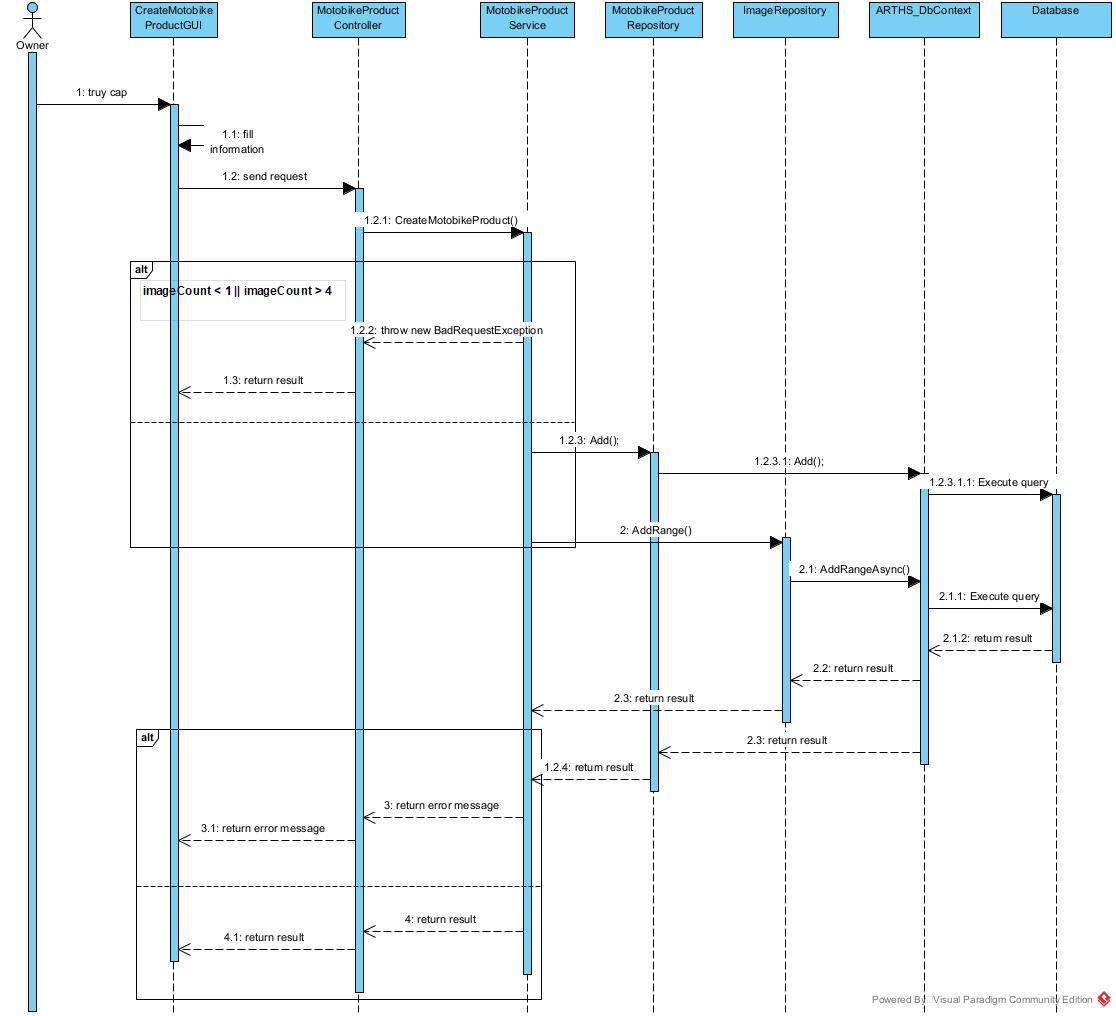 CreateMotobike
ProductGUI
MotobikeProduct
Controller
MotobikeProduct
Service
MotobikeProduct
Repository
ImageRepository
ARTHS_DbContext
Database
Owner
1: truy cap
1.1: fill
information
1.2: send request
1.2.1: CreateMotobikeProduct()
alt
imageCount < 1 || imageCount > 4
1.2.2: throw new BadRequestException
1.3: return result
1.2.3: Add();
1.2.3.1: Add();
1.2.3.1.1: Execute query
2: AddRange()
2.1: AddRangeAsync()
2.1.1: Execute query
2.1.2: return result
2.2: return result
2.3: return result
alt
2.3: return result
1.2.4: return result
3: return error message
3.1: return error message
4: return result
4.1: return result
Powered By Visual Paradigm Community Edition